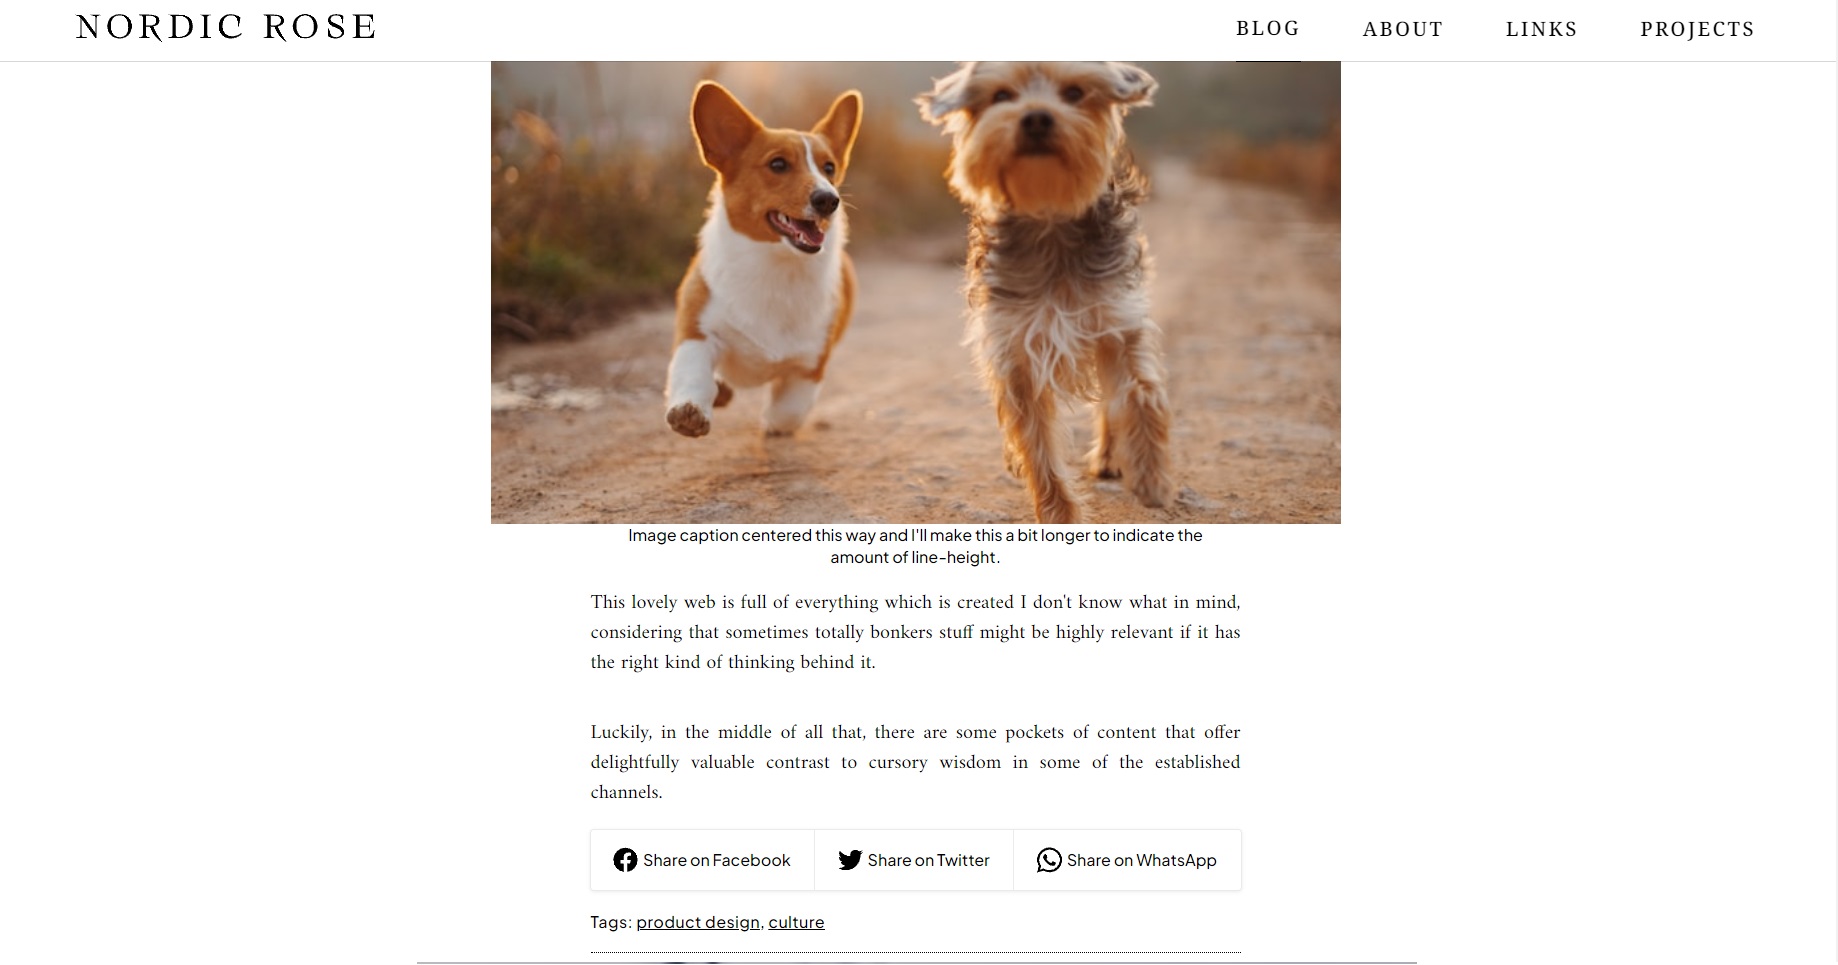 NORDIC ROSE
BLOG ABOUT LINKS PROJECTS
Image caption centered this way and I'll make this a bit longer to indicate the
amount of line-height.
This lovely web is full of everything which is created I don't know what in mind,
considering that sometimes totally bonkers stuff might be highly relevant if it has
the right kind of thinking behind it.
Luckily, in the middle of all that, there are some pockets of content that offer
delightfully valuable contrast to cursory wisdom in some of the established
channels.
Share on Facebook Share on Twitter Share on WhatsApp
Tags: product design, culture